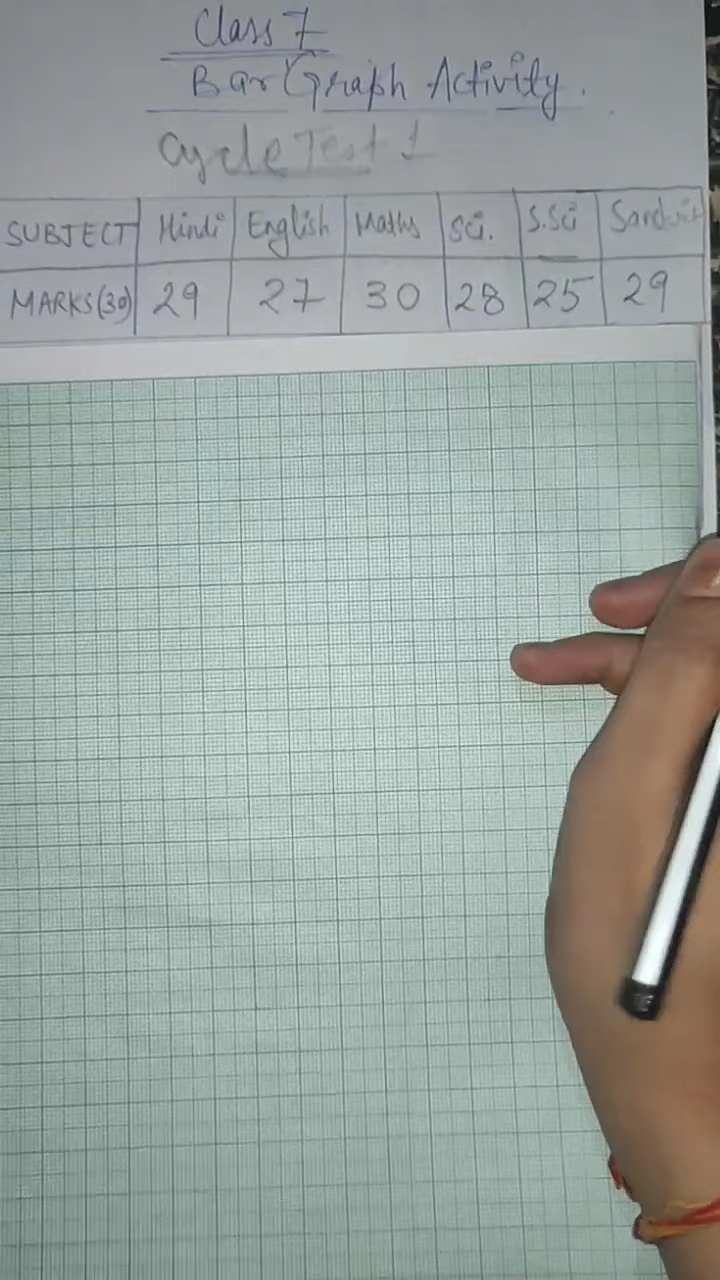 Class 7
Bar Graph Activity.
Cycle Test 1
SUBJECT Hindi English Maths Sci. S.Sci
MARKS(30) 29 27 30 28 25 29